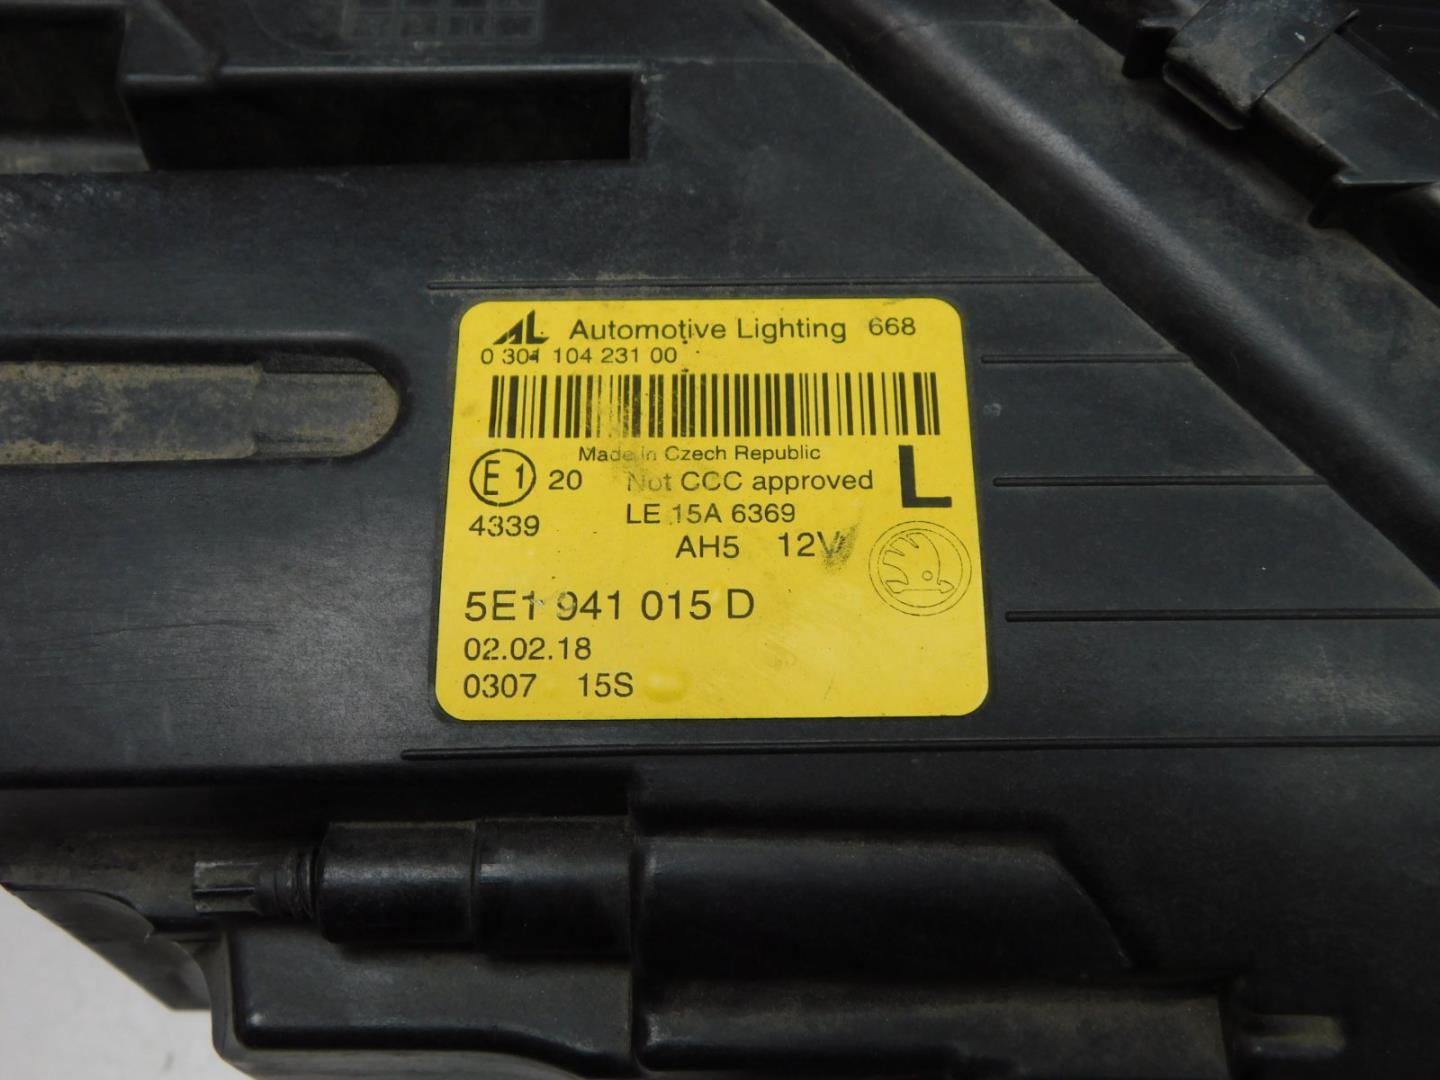 AL Automotive Lighting 668
0 301 104 231 00
Made in Czech Republic
E1 20 Not CCC approved L
4339 LE 15A 6369
AH5 12V
5E1 941 015 D
02.02.18
0307 15S